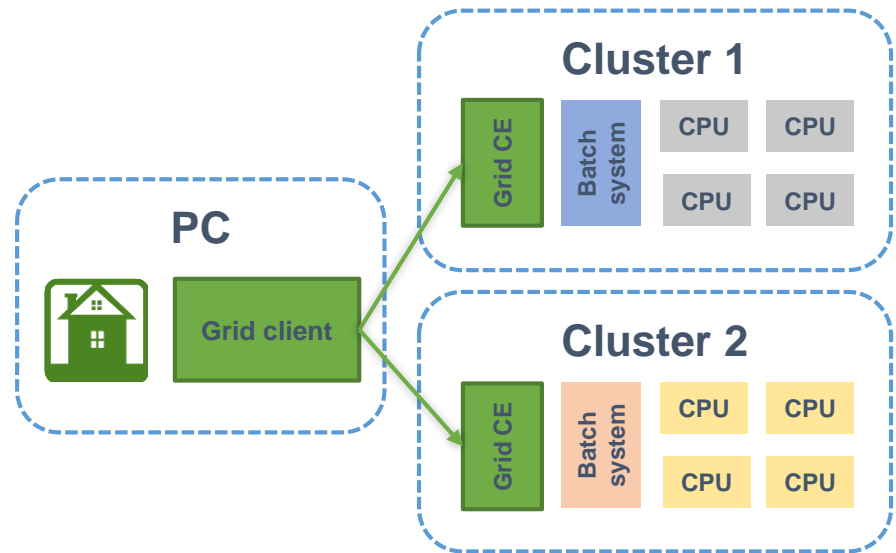 PC
Grid client
Cluster 1
Grid CE
Batch
system
CPU
CPU
CPU
CPU
Cluster 2
Grid CE
Batch
system
CPU
CPU
CPU
CPU